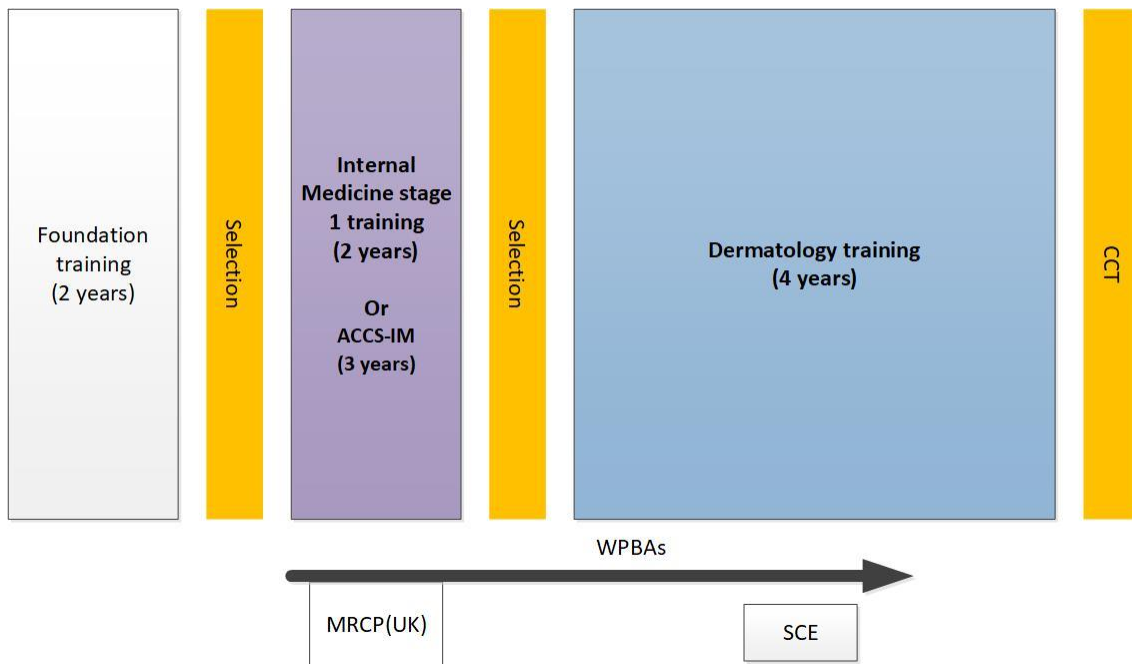 Foundation
training
(2 years)
Selection
Internal
Medicine stage
1 training
(2 years)
Or
ACCS-IM
(3 years)
Selection
Dermatology training
(4 years)
CCT
WPBAs
MRCP(UK)
SCE